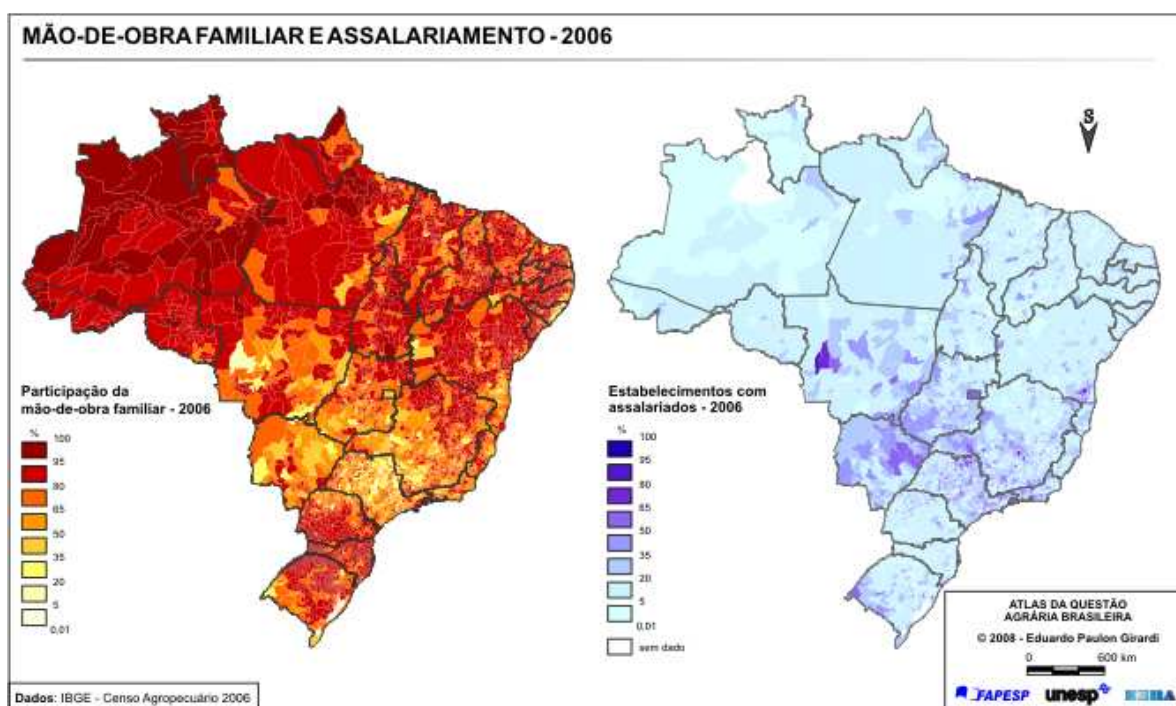 MÃO-DE-OBRA FAMILIAR E ASSALARIAMENTO - 2006
S
Participação da
mão-de-obra familiar - 2006
%
100
95
80
65
50
35
20
5
0,01
Estabelecimentos com
assalariados - 2006
%
100
95
80
65
50
35
20
5
0,01
sem dado
ATLAS DA QUESTÃO
AGRÁRIA BRASILEIRA
© 2008 - Eduardo Paulon Girardi
0 600 km
FAPESP unesp NERA
Dados: IBGE - Censo Agropecuário 2006